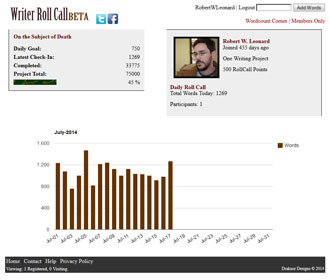 Writer Roll Call BETA
RobertWLeonard | Logout Add Words
Wordcount Corner | Members Only
On the Subject of Death
Daily Goal: 750
Latest Check-In: 1269
Completed: 33775
Project Total: 75000
45 %
Robert W. Leonard
Joined 455 days ago
One Writing Project
500 RollCall Points
Daily Roll Call
Total Words Today: 1269
Participants: 1
July-2014
1,600
1,200
800
400
0
Words
Jul-01 Jul-03 Jul-05 Jul-07 Jul-09 Jul-11 Jul-13 Jul-15 Jul-17 Jul-19 Jul-21 Jul-23 Jul-25 Jul-27 Jul-29 Jul-31
Home Contact Help Privacy Policy
Viewing: 1 Registered, 0 Visiting
Designs © 2014